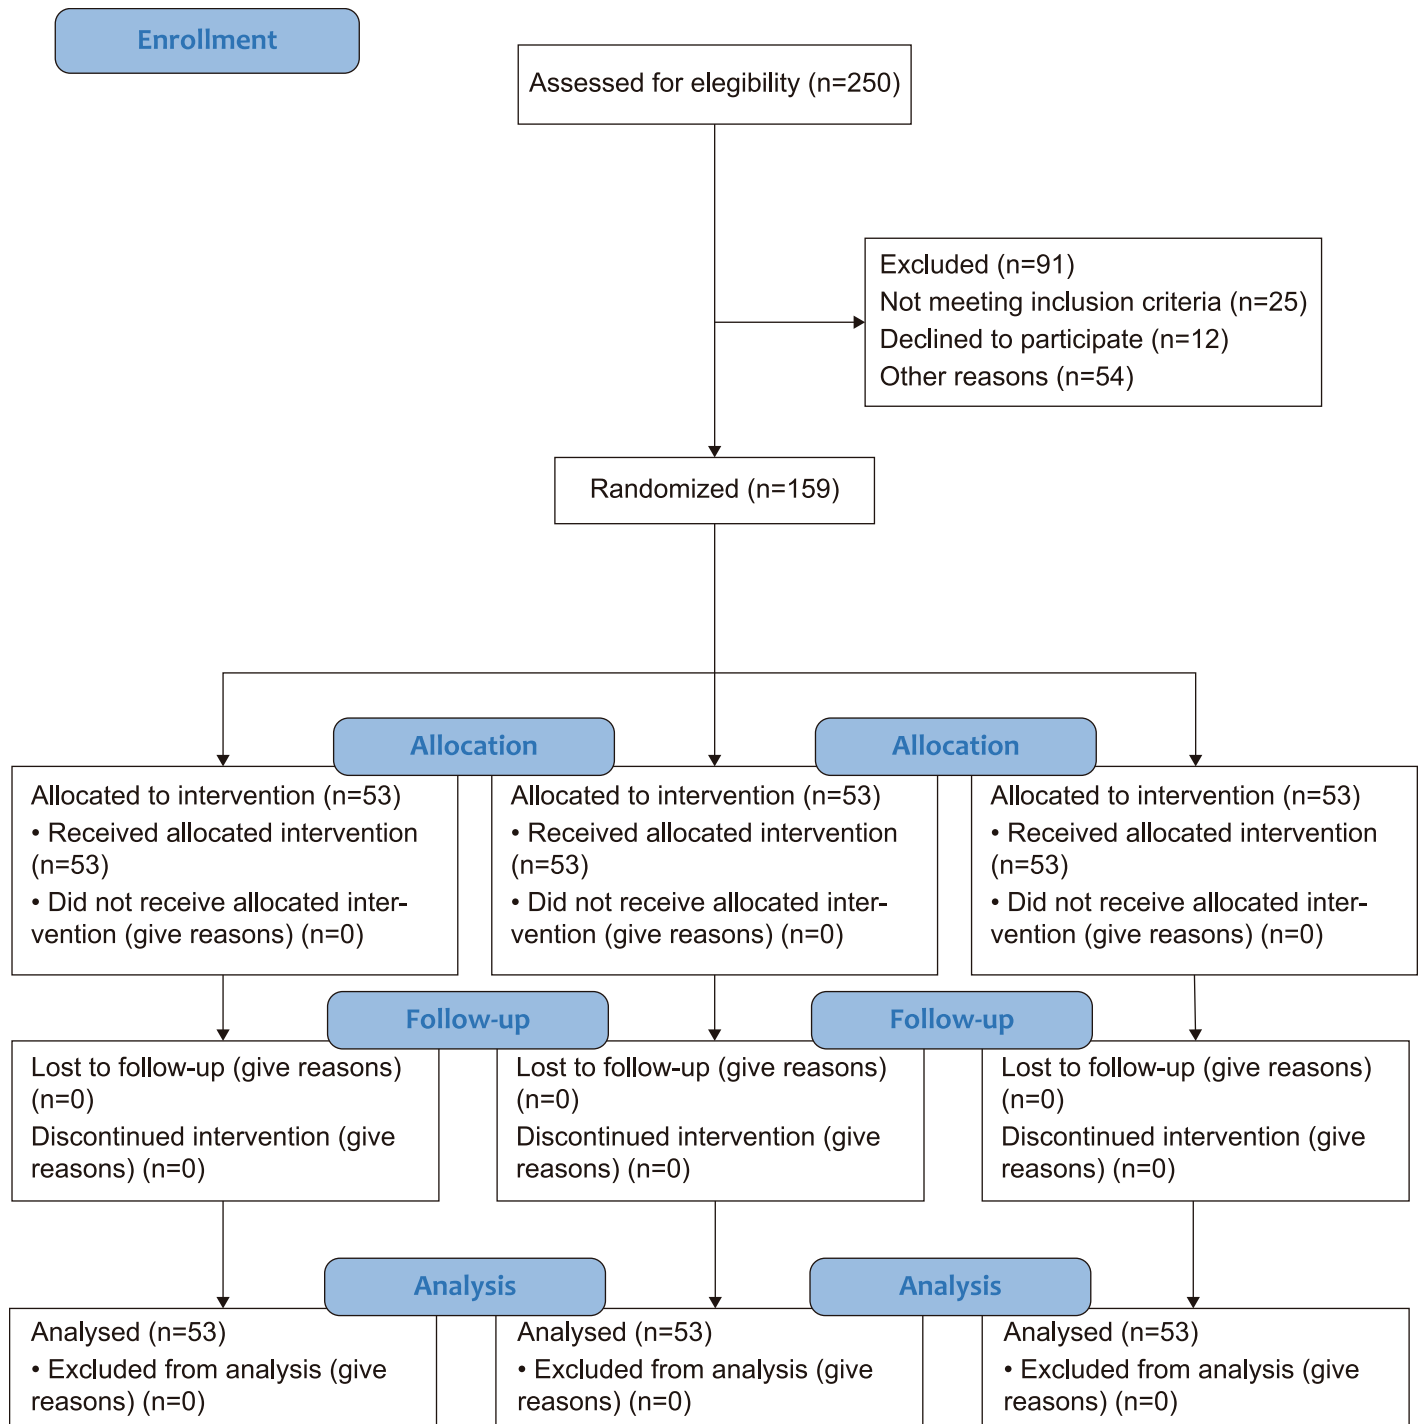 Enrollment
Assessed for elegibility (n=250)
Excluded (n=91)
Not meeting inclusion criteria (n=25)
Declined to participate (n=12)
Other reasons (n=54)
Randomized (n=159)
Allocation
Allocation
Allocated to intervention (n=53)
• Received allocated intervention
(n=53)
• Did not receive allocated inter-
vention (give reasons) (n=0)
Allocated to intervention (n=53)
• Received allocated intervention
(n=53)
• Did not receive allocated inter-
vention (give reasons) (n=0)
Allocated to intervention (n=53)
• Received allocated intervention
(n=53)
• Did not receive allocated inter-
vention (give reasons) (n=0)
Follow-up
Follow-up
Lost to follow-up (give reasons)
(n=0)
Discontinued intervention (give
reasons) (n=0)
Lost to follow-up (give reasons)
(n=0)
Discontinued intervention (give
reasons) (n=0)
Lost to follow-up (give reasons)
(n=0)
Discontinued intervention (give
reasons) (n=0)
Analysis
Analysis
Analysed (n=53)
• Excluded from analysis (give
reasons) (n=0)
Analysed (n=53)
• Excluded from analysis (give
reasons) (n=0)
Analysed (n=53)
• Excluded from analysis (give
reasons) (n=0)